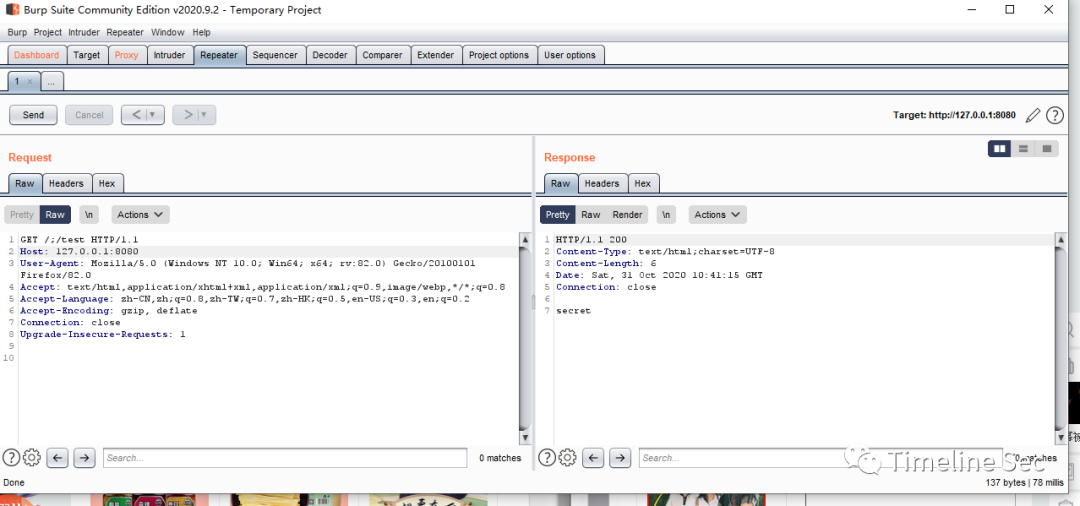 Burp Suite Community Edition v2020.9.2 - Temporary Project
Burp Project Intruder Repeater Window Help
Dashboard Target Proxy Intruder Repeater Sequencer Decoder Comparer Extender Project options User options
1 × ...
Send Cancel < | ▼ > | ▼ Target: http://127.0.0.1:8080 ?
Request
Raw Headers Hex
Pretty Raw \n Actions
1 GET /;/test HTTP/1.1
2 Host: 127.0.0.1:8080
3 User-Agent: Mozilla/5.0 (Windows NT 10.0; Win64; x64; rv:82.0) Gecko/20100101
Firefox/82.0
4 Accept: text/html,application/xhtml+xml,application/xml;q=0.9,image/webp,*/*;q=0.8
5 Accept-Language: zh-CN,zh;q=0.8,zh-TW;q=0.7,zh-HK;q=0.5,en-US;q=0.3,en;q=0.2
6 Accept-Encoding: gzip, deflate
7 Connection: close
8 Upgrade-Insecure-Requests: 1
9
10
? Search... 0 matches
Response
Raw Headers Hex
Pretty Raw Render \n Actions
1 HTTP/1.1 200
2 Content-Type: text/html;charset=UTF-8
3 Content-Length: 6
4 Date: Sat, 31 Oct 2020 10:41:15 GMT
5 Connection: close
6
7 secret
? Search... 0 matches
Timeline Sec
Done 137 bytes | 78 millis